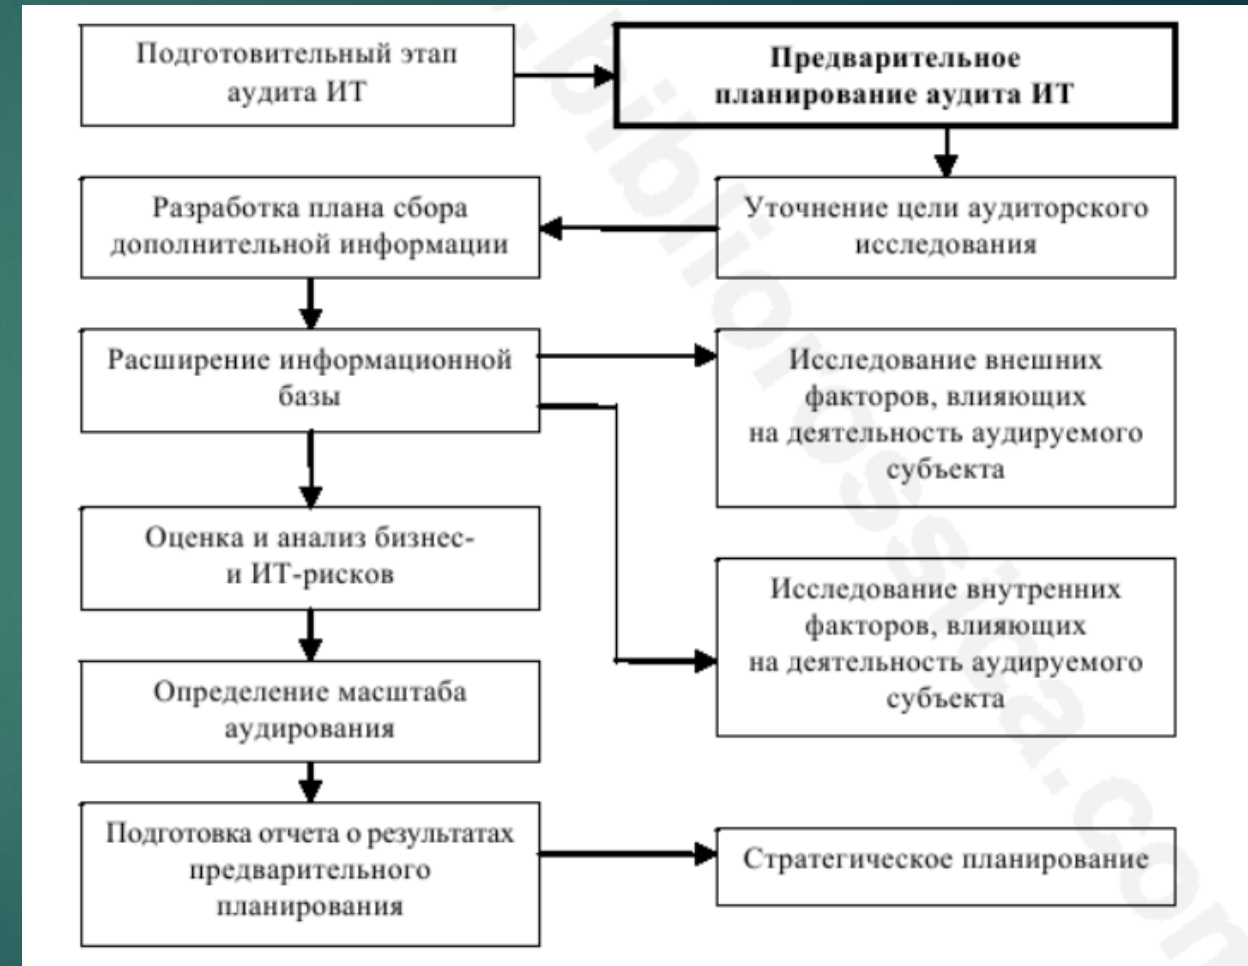 Подготовительный этап
аудита ИТ
Предварительное
планирование аудита ИТ
Разработка плана сбора
дополнительной информации
Уточнение цели аудиторского
исследования
Расширение информационной
базы
Исследование внешних
факторов, влияющих
на деятельность аудируемого
субъекта
Оценка и анализ бизнес-
и ИТ-рисков
Исследование внутренних
факторов, влияющих
на деятельность аудируемого
субъекта
Определение масштаба
аудирования
Подготовка отчета о результатах
предварительного
планирования
Стратегическое планирование
.bibliorossica.com